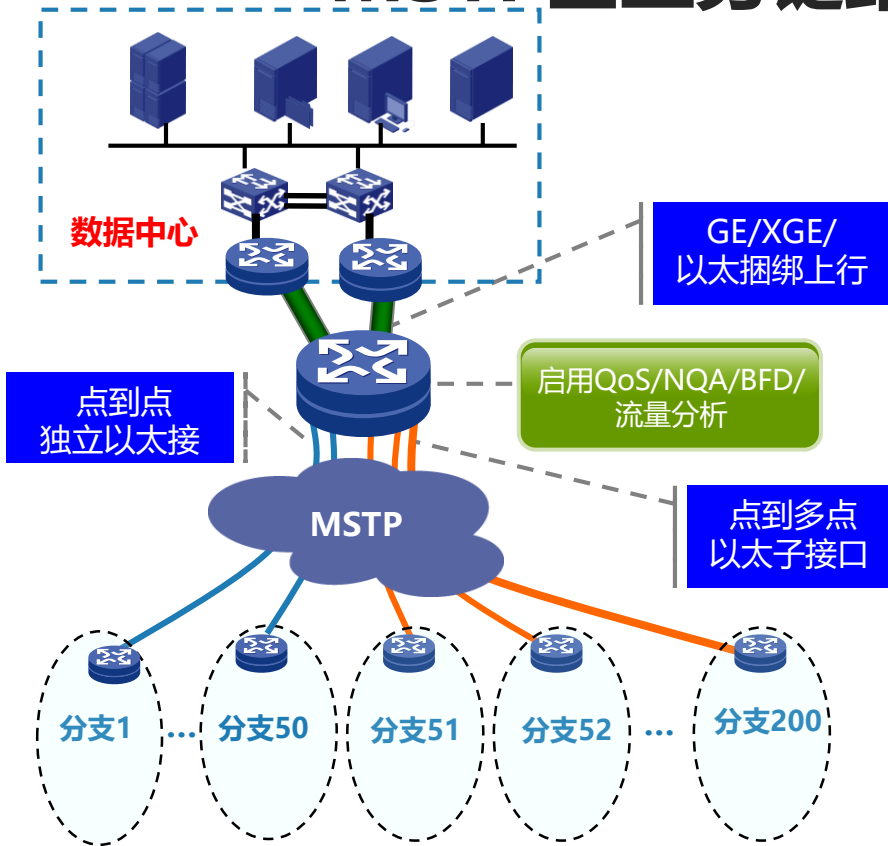 数据中心
GE/XGE/
以太捆绑上行
启用QoS/NQA/BFD/
流量分析
点到点
独立以太接
MSTP
点到多点
以太子接口
分支1
...
分支50
分支51
分支52
...
分支200